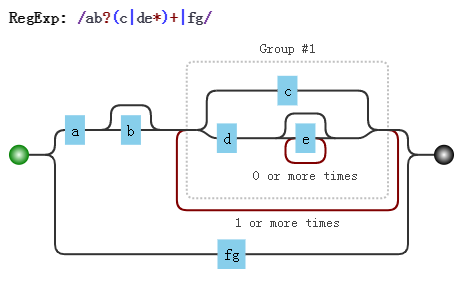 RegExp: /ab?(c|de*)+|fg/
Group #1
c
a
b
d
e
0 or more times
1 or more times
fg